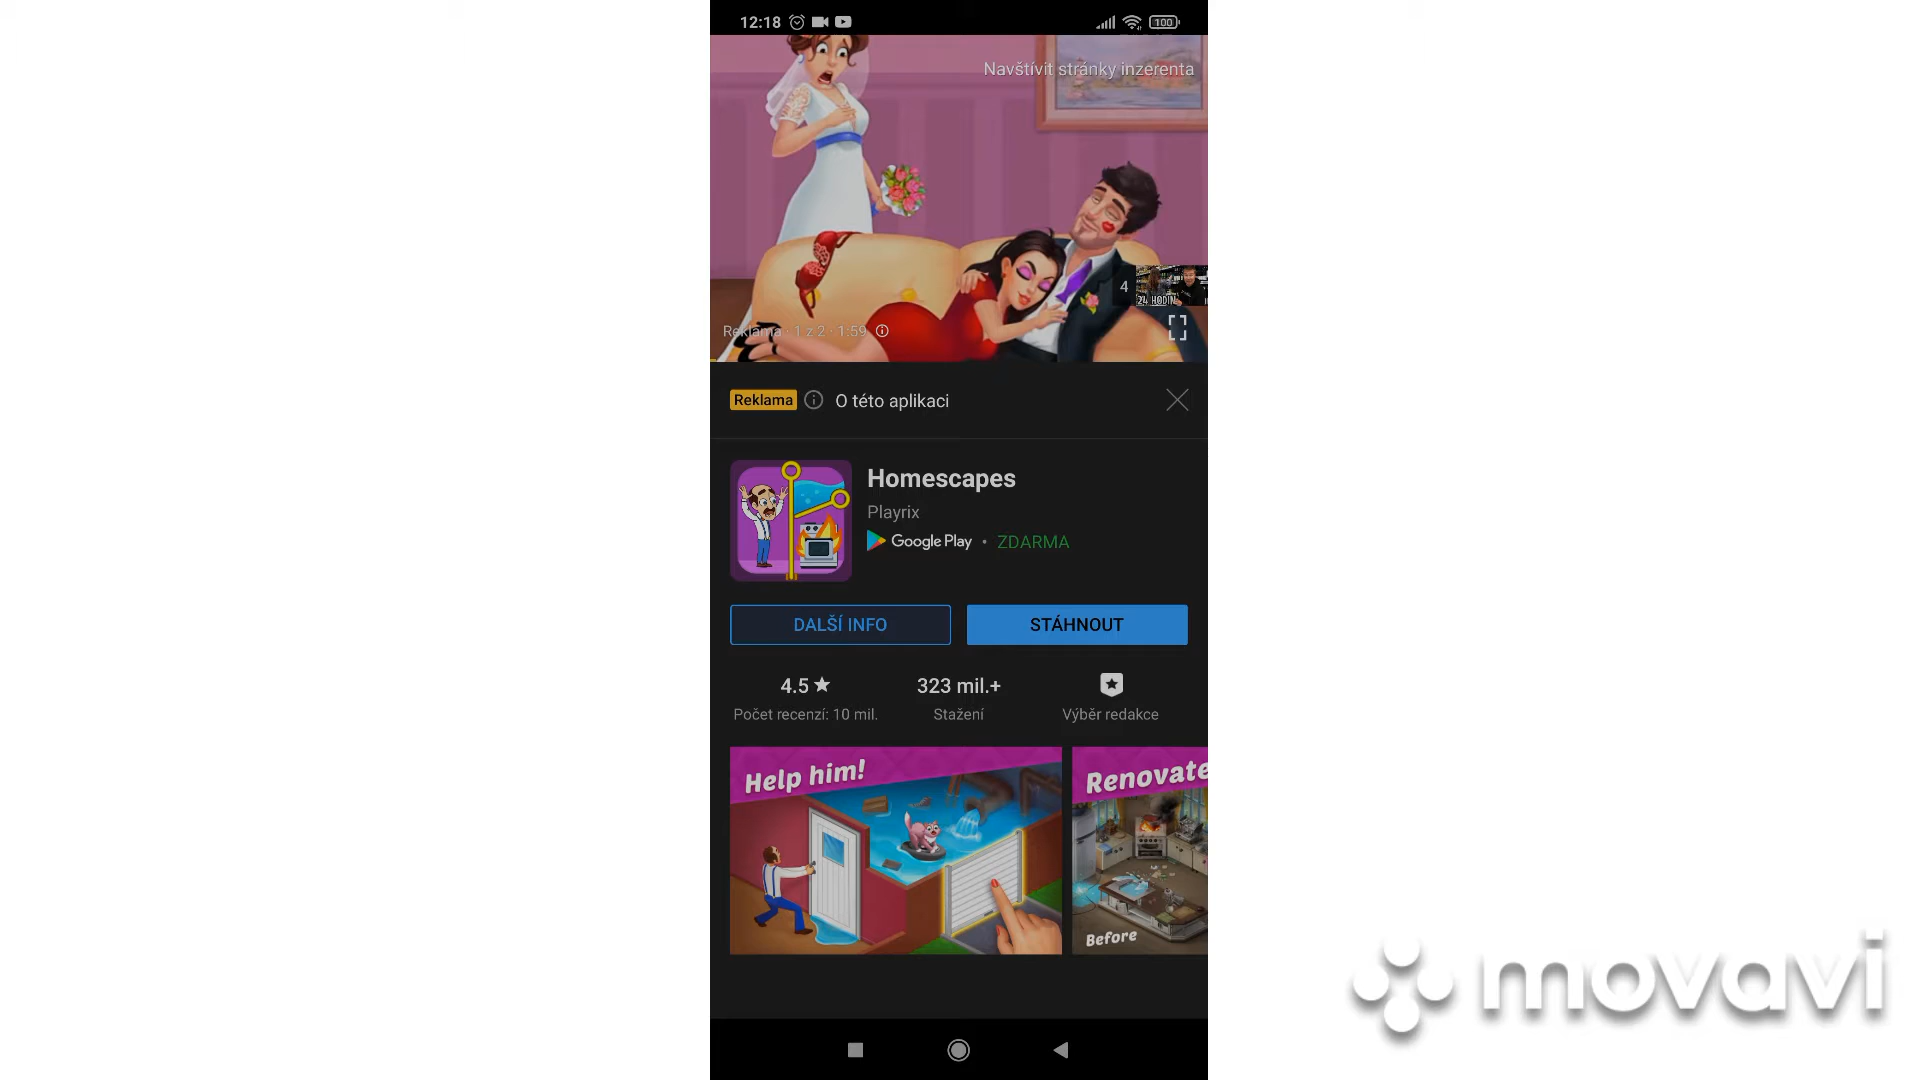 12:18
100
Navštívit stránky inzerenta
4
24 HODIN
Reklama · 1 z 2 · 1:59
Reklama
O této aplikaci
Homescapes
Playrix
Google Play • ZDARMA
DALŠÍ INFO
STÁHNOUT
4.5★
323 mil.+
Počet recenzí: 10 mil.
Stažení
Výběr redakce
Help him!
Renovate
Before
movavi